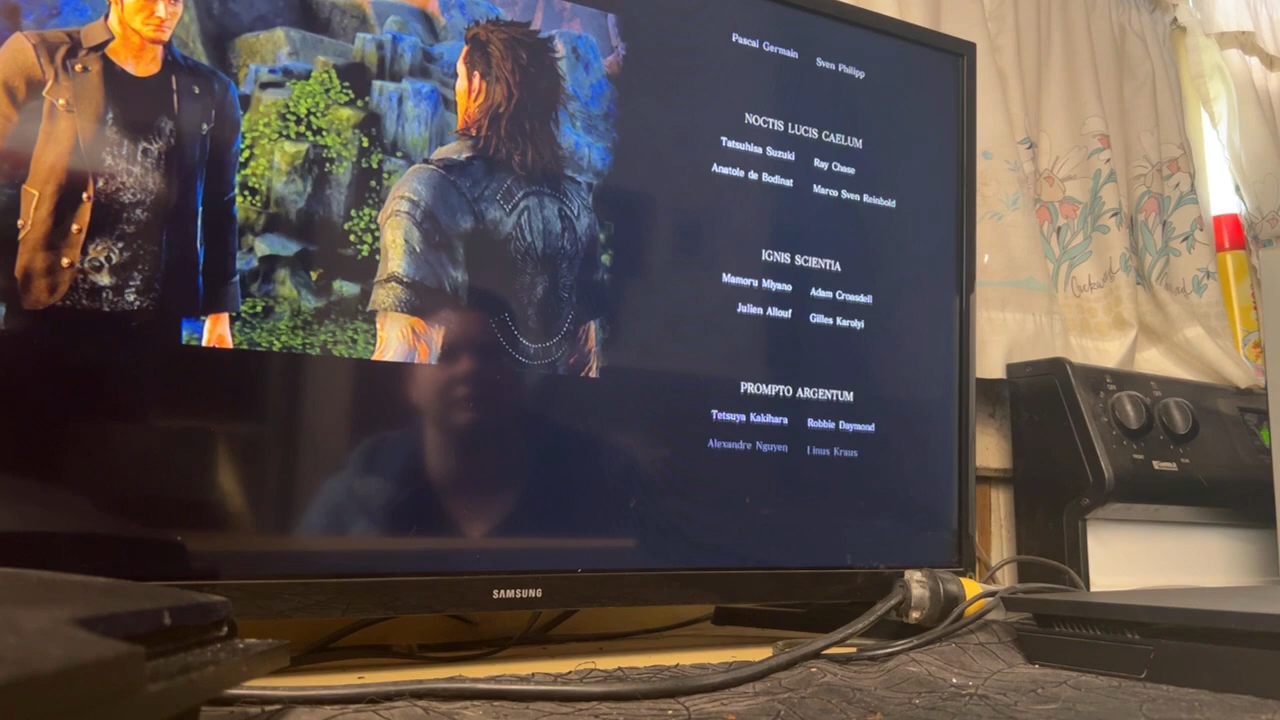 Pascal Germain Sven Philipp
NOCTIS LUCIS CAELUM
Tatsuhisa Suzuki Ray Chase
Anatole de Bodinat Marco Sven Reinbold
IGNIS SCIENTIA
Mamoru Miyano Adam Croasdell
Julien Allouf Gilles Karolyi
PROMPTO ARGENTUM
Tetsuya Kakihara Robbie Daymond
Alexandre Nguyen Linus Kraus
SAMSUNG